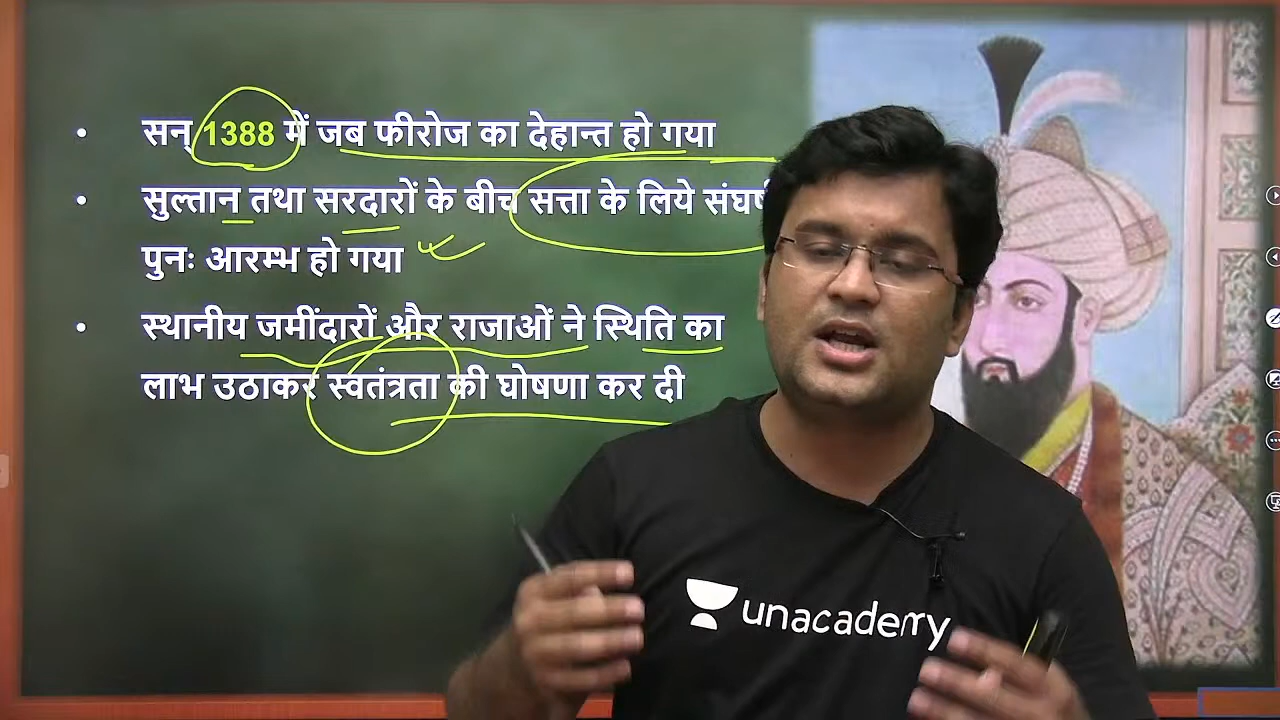 • सन् 1388 में जब फीरोज का देहान्त हो गया
• सुल्तान तथा सरदारों के बीच सत्ता के लिये संघर्ष
पुनः आरम्भ हो गया
• स्थानीय जमींदारों और राजाओं ने स्थिति का
लाभ उठाकर स्वतंत्रता की घोषणा कर दी
unacademy